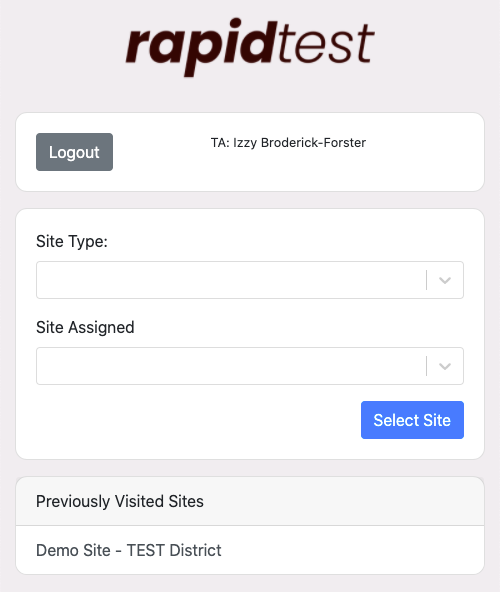 rapidtest
Logout
TA: Izzy Broderick-Forster
Site Type:
Site Assigned
Select Site
Previously Visited Sites
Demo Site - TEST District